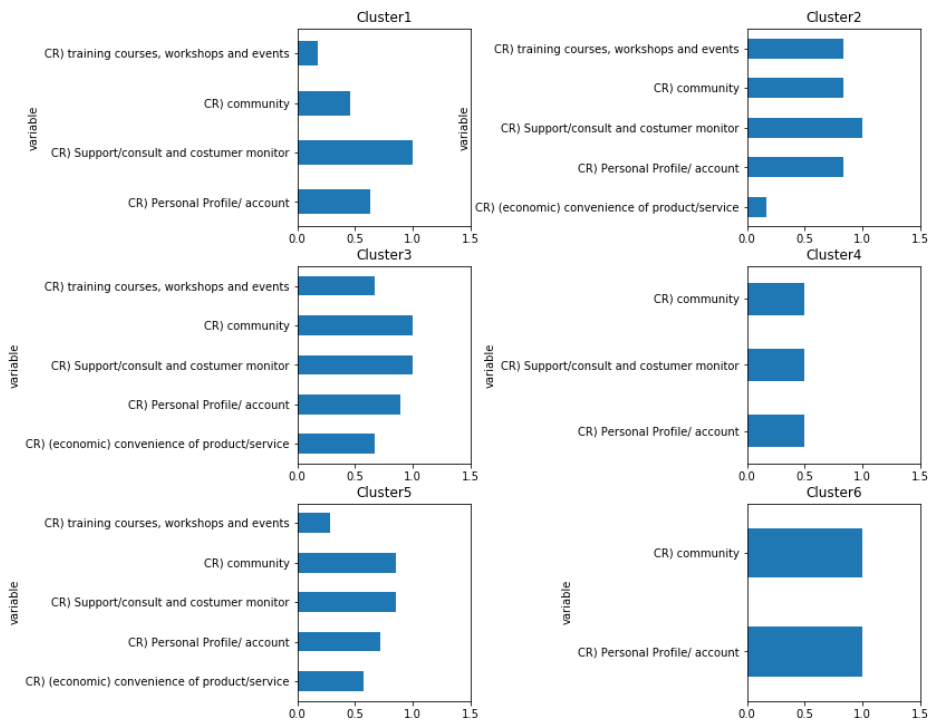 Cluster1
CR) training courses, workshops and events
CR) community
CR) Support/consult and costumer monitor
CR) Personal Profile/ account
variable
0.0 0.5 1.0 1.5
Cluster2
CR) training courses, workshops and events
CR) community
CR) Support/consult and costumer monitor
CR) Personal Profile/ account
CR) (economic) convenience of product/service
variable
0.0 0.5 1.0 1.5
Cluster3
CR) training courses, workshops and events
CR) community
CR) Support/consult and costumer monitor
CR) Personal Profile/ account
CR) (economic) convenience of product/service
variable
0.0 0.5 1.0 1.5
Cluster4
CR) community
CR) Support/consult and costumer monitor
CR) Personal Profile/ account
variable
0.0 0.5 1.0 1.5
Cluster5
CR) training courses, workshops and events
CR) community
CR) Support/consult and costumer monitor
CR) Personal Profile/ account
CR) (economic) convenience of product/service
variable
0.0 0.5 1.0 1.5
Cluster6
CR) community
CR) Personal Profile/ account
variable
0.0 0.5 1.0 1.5